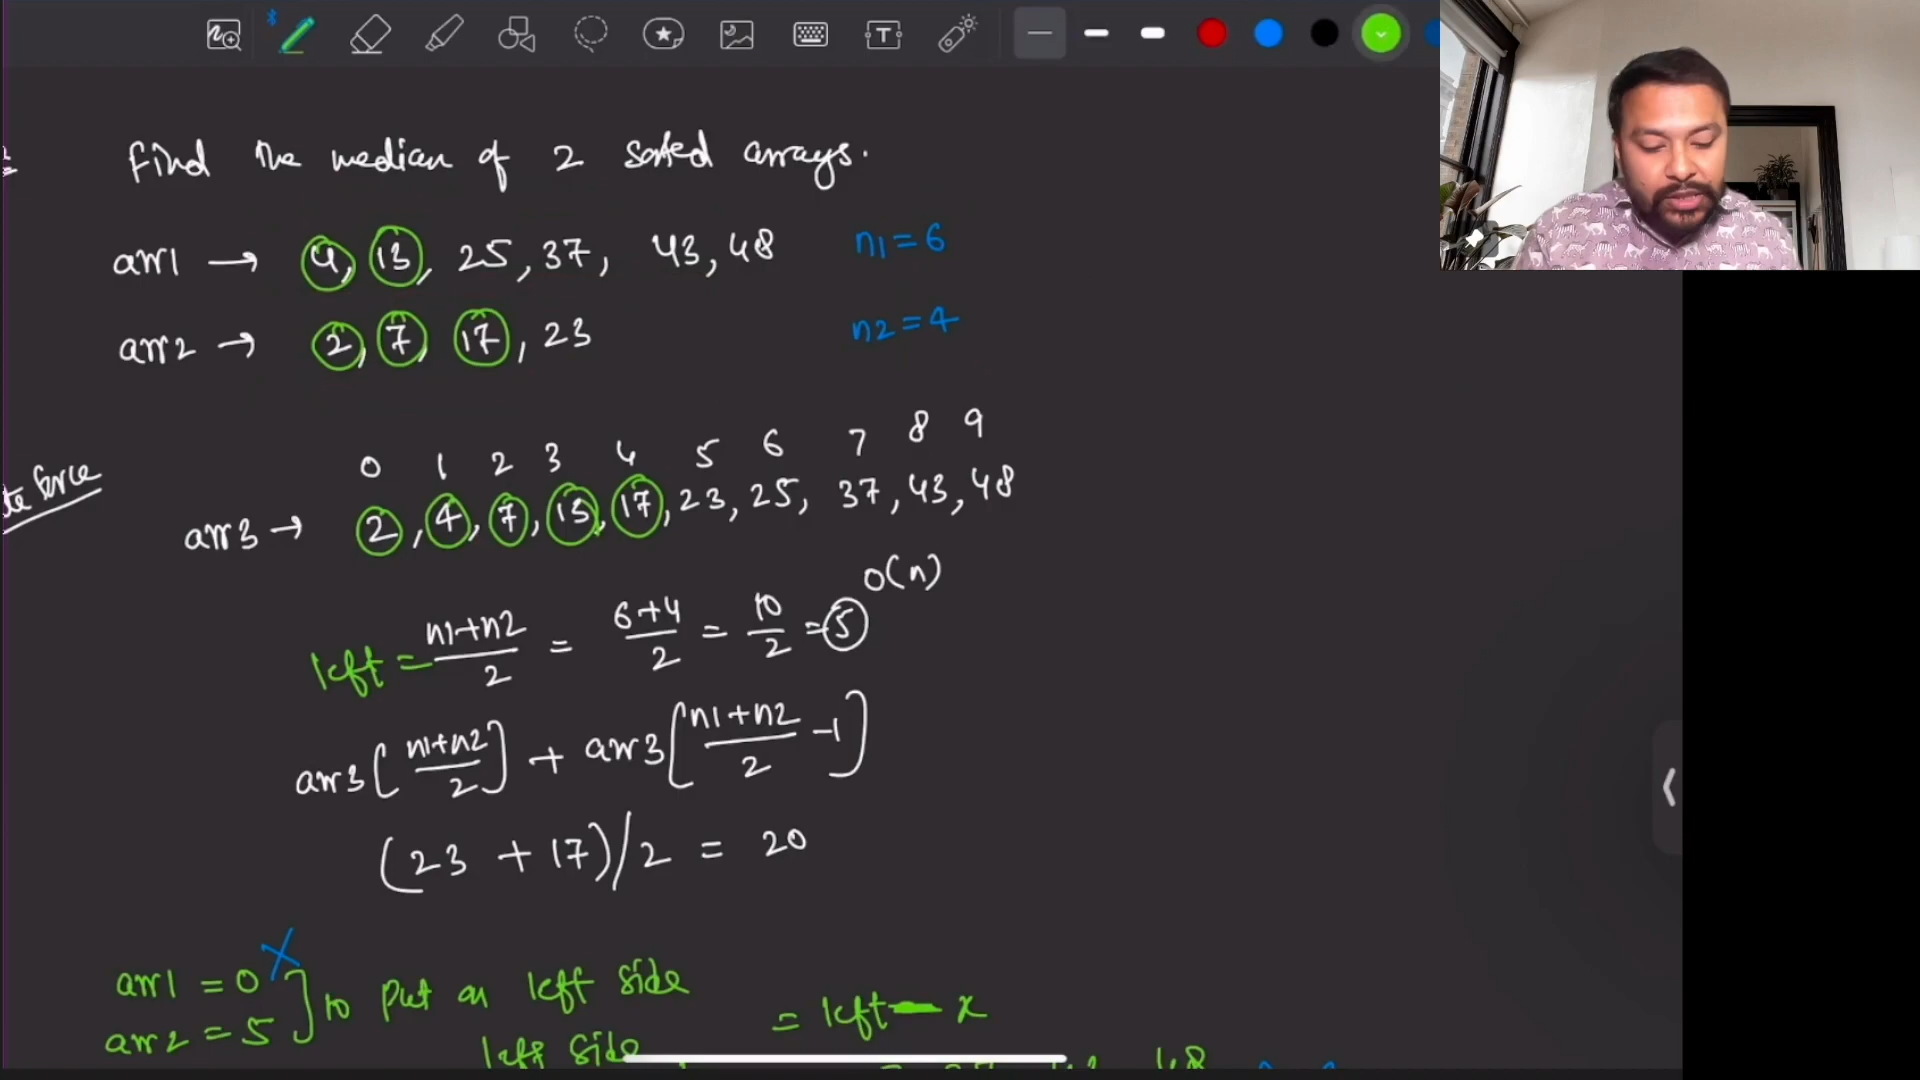 Find the median of 2 sorted arrays.
arr1 → 4, 13, 25, 37, 43, 48
n1 = 6
arr2 → 2, 7, 17, 23
n2 = 4
0 1 2 3 4 5 6 7 8 9
force
arr3 → 2, 4, 7, 13, 17, 23, 25, 37, 43, 48
O(n)
left = n1+n2/2 = 6+4/2 = 10/2 = 5
arr3[n1+n2/2] + arr3[n1+n2/2 - 1]
(23 + 17)/2 = 20
arr1 = 0 x
arr2 = 5
to put on left side
= left - x
left side
48